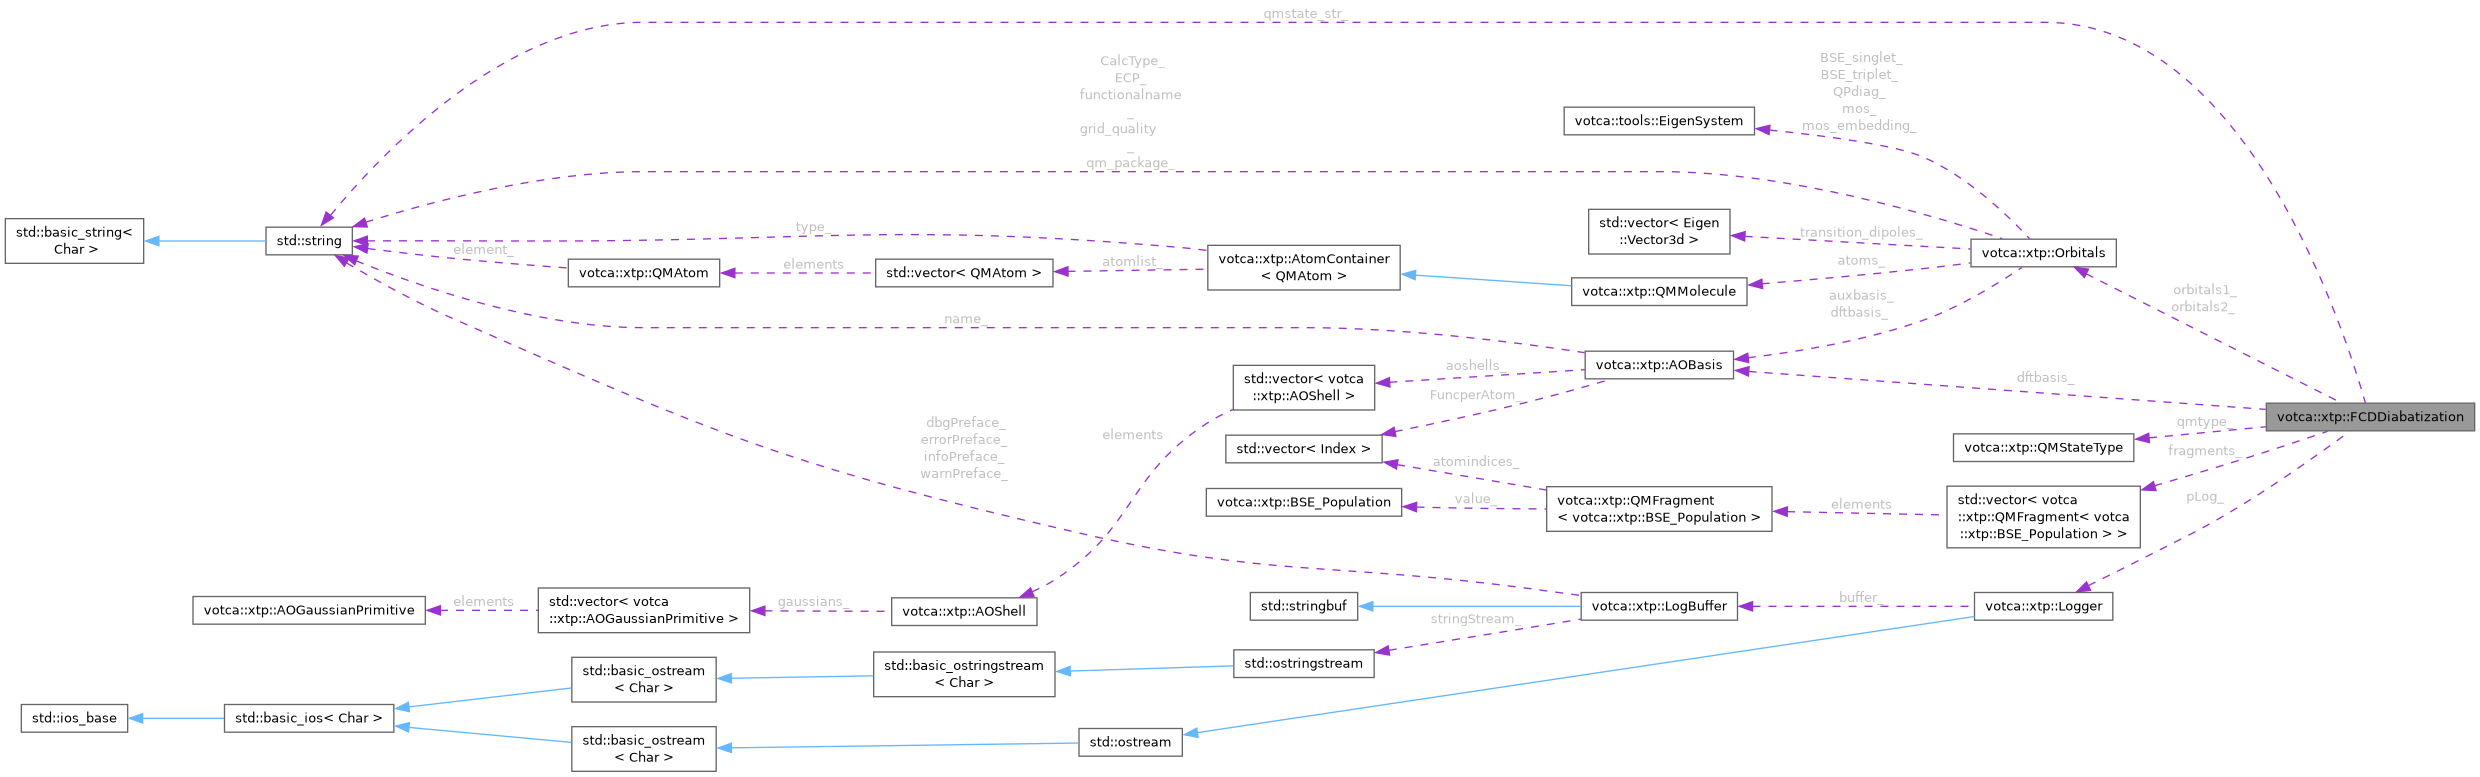 qmstate_str_
CalcType_
ECP_
functionalname
_
grid_quality
_
qm_package_
BSE_singlet_
BSE_triplet_
QPdiag_
mos_
mos_embedding_
votca::tools::EigenSystem
std::basic_string<
Char >
std::string
type_
element_
votca::xtp::QMAtom
elements
std::vector< QMAtom >
atomlist_
votca::xtp::AtomContainer
< QMAtom >
std::vector< Eigen
::Vector3d >
transition_dipoles_
votca::xtp::Orbitals
atoms_
votca::xtp::QMMolecule
auxbasis_
dftbasis_
orbitals1_
orbitals2_
name_
votca::xtp::AOBasis
aoshells_
std::vector< votca
::xtp::AOShell >
FuncperAtom_
dftbasis_
votca::xtp::FCDDiabatization
qmtype_
votca::xtp::QMStateType
fragments_
dbgPreface_
errorPreface_
infoPreface_
warnPreface_
elements
std::vector< Index >
atomindices_
votca::xtp::BSE_Population
value_
votca::xtp::QMFragment
< votca::xtp::BSE_Population >
elements
std::vector< votca
::xtp::QMFragment< votca
::xtp::BSE_Population > >
pLog_
votca::xtp::AOGaussianPrimitive
elements
std::vector< votca
::xtp::AOGaussianPrimitive >
gaussians_
votca::xtp::AOShell
std::stringbuf
votca::xtp::LogBuffer
buffer_
votca::xtp::Logger
stringStream_
std::ostringstream
std::basic_ostringstream
< Char >
std::basic_ostream
< Char >
std::ios_base
std::basic_ios< Char >
std::basic_ostream
< Char >
std::ostream